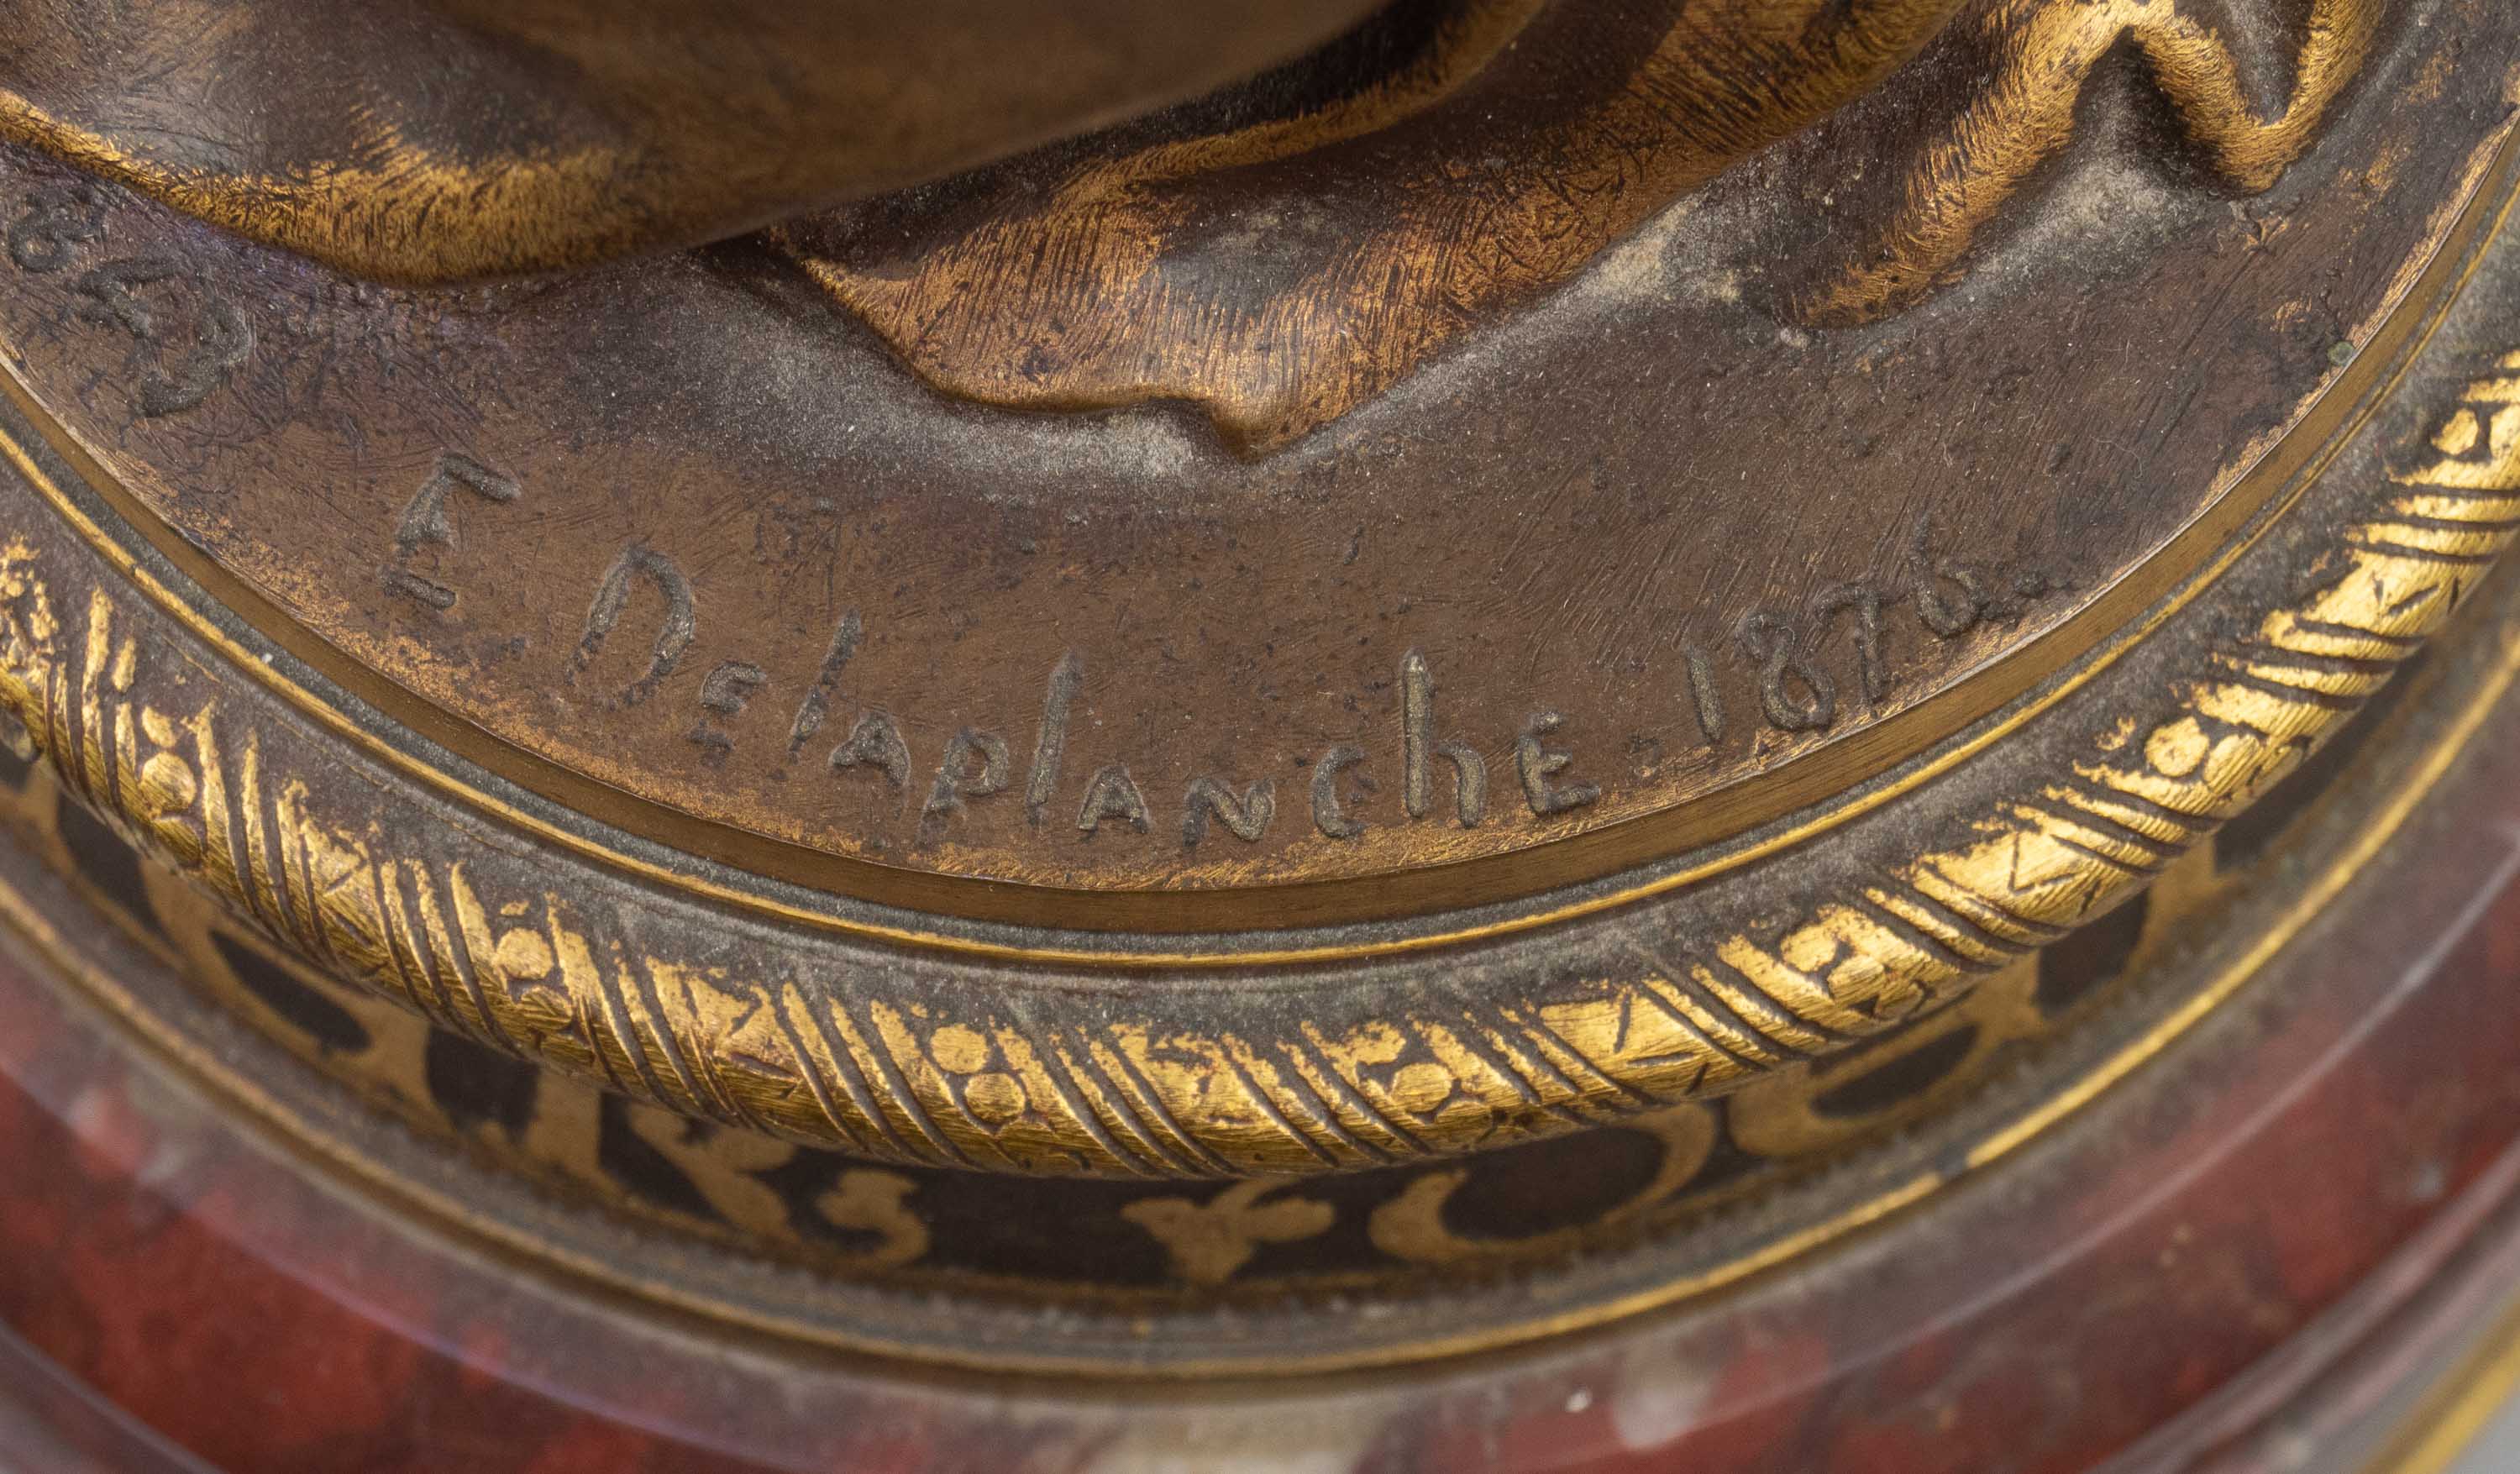 E. Delaplanche. 1876.